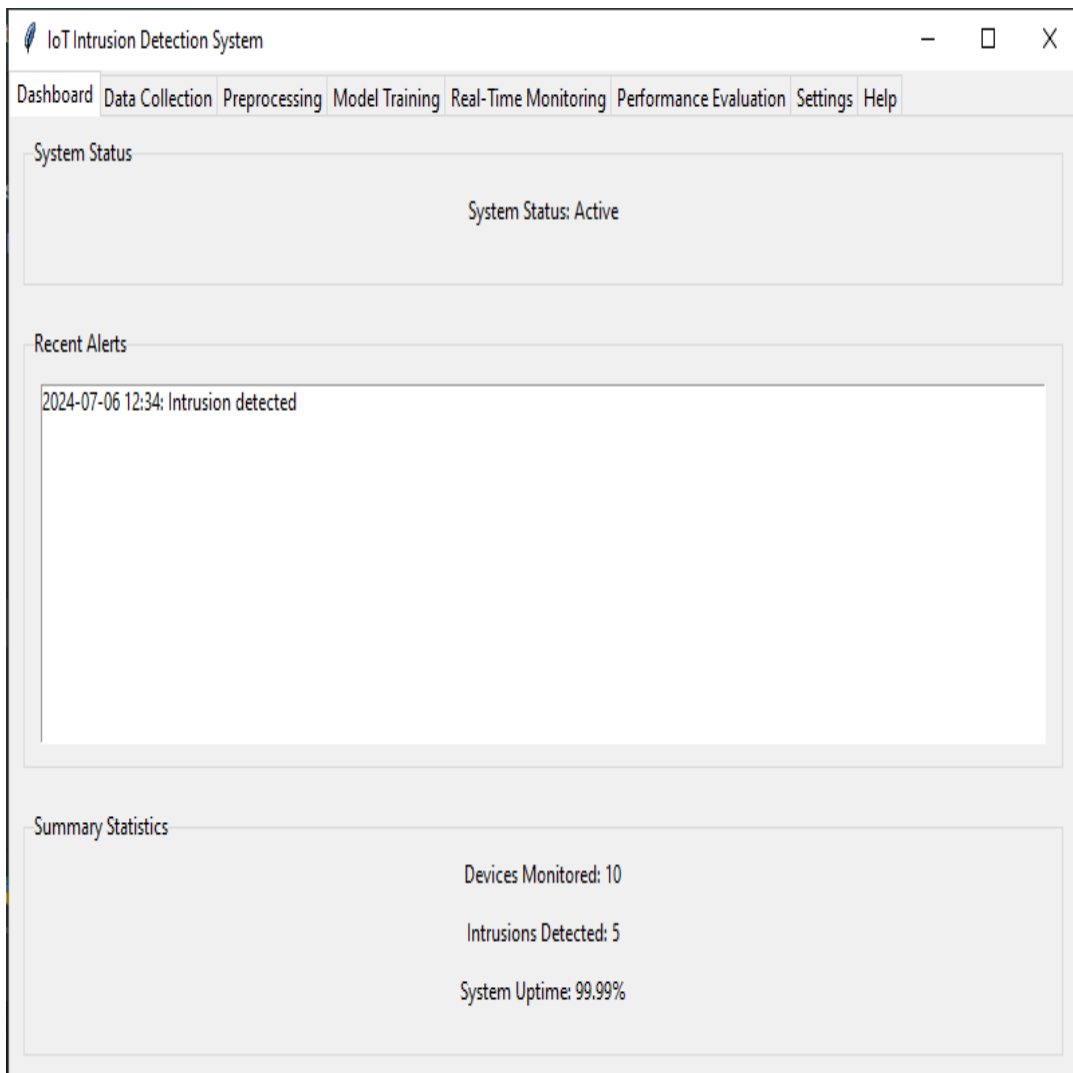 IoT Intrusion Detection System
Dashboard Data Collection Preprocessing Model Training Real-Time Monitoring Performance Evaluation Settings Help
System Status
System Status: Active
Recent Alerts
2024-07-06 12:34: Intrusion detected
Summary Statistics
Devices Monitored: 10
Intrusions Detected: 5
System Uptime: 99.99%